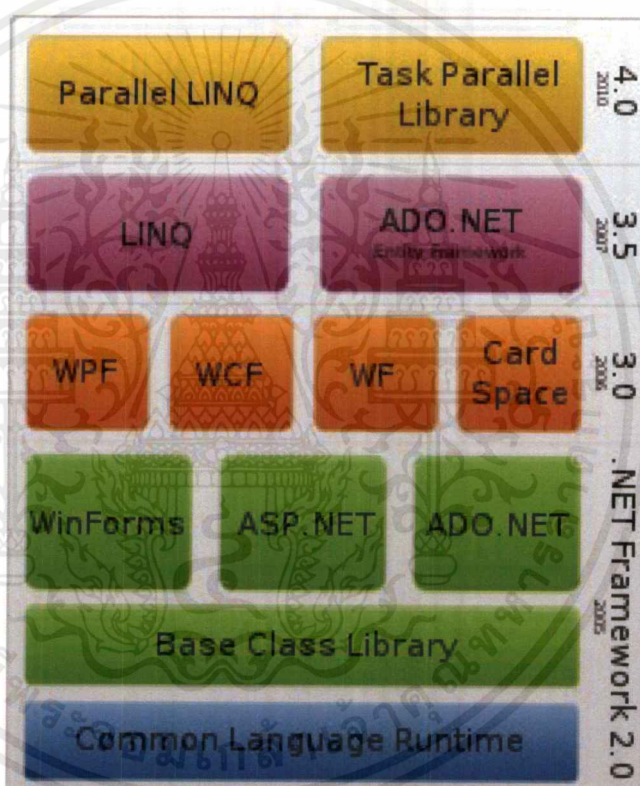 Parallel LINQ
Task Parallel
Library
4.0
2010
LINQ
ADO.NET
Entity Framework
3.5
2007
WPF
WCF
WF
Card
Space
3.0
2006
WinForms
ASP.NET
ADO.NET
Base Class Library
Common Language Runtime
.NET Framework 2.0
2005